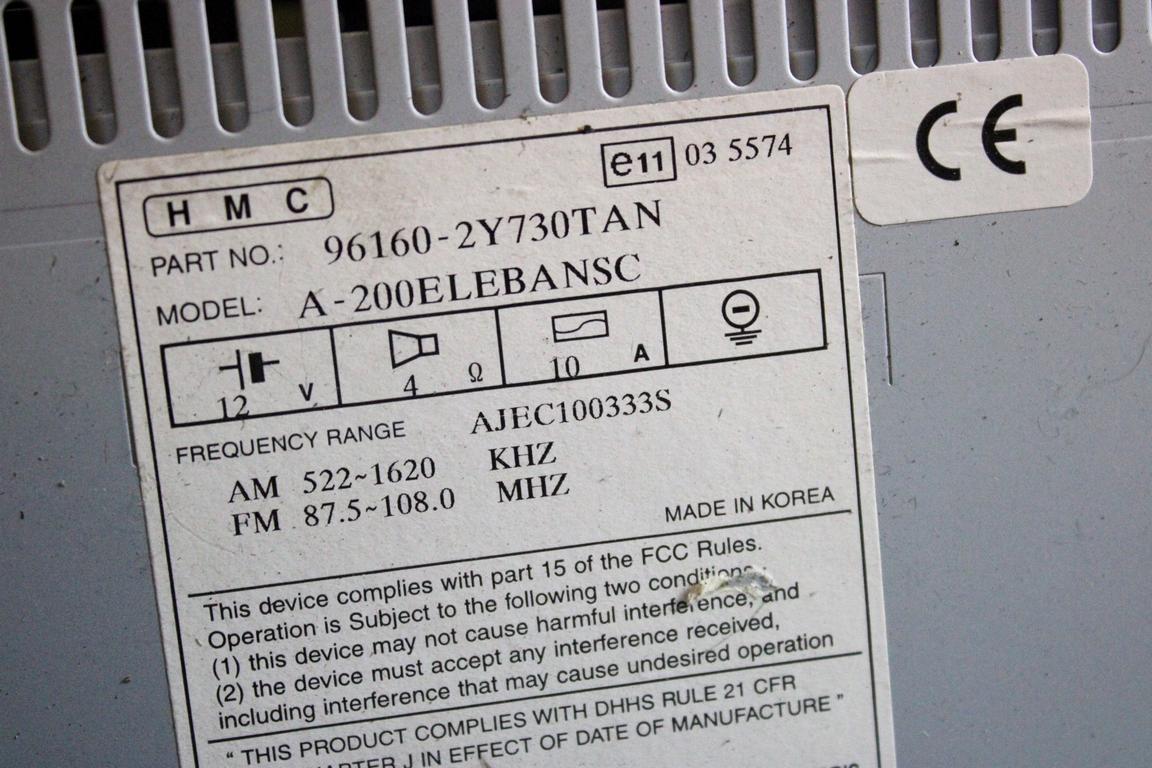 e11 03 5574
CE
H M C
PART NO.: 96160-2Y730TAN
MODEL: A-200ELEBANSC
12 V 4 Ω 10 A
FREQUENCY RANGE AJEC100333S
AM 522~1620 KHZ
FM 87.5~108.0 MHZ
MADE IN KOREA
This device complies with part 15 of the FCC Rules.
Operation is Subject to the following two conditions
(1) this device may not cause harmful interference, and
(2) the device must accept any interference received,
including interference that may cause undesired operation
" THIS PRODUCT COMPLIES WITH DHHS RULE 21 CFR
J IN EFFECT OF DATE OF MANUFACTURE "